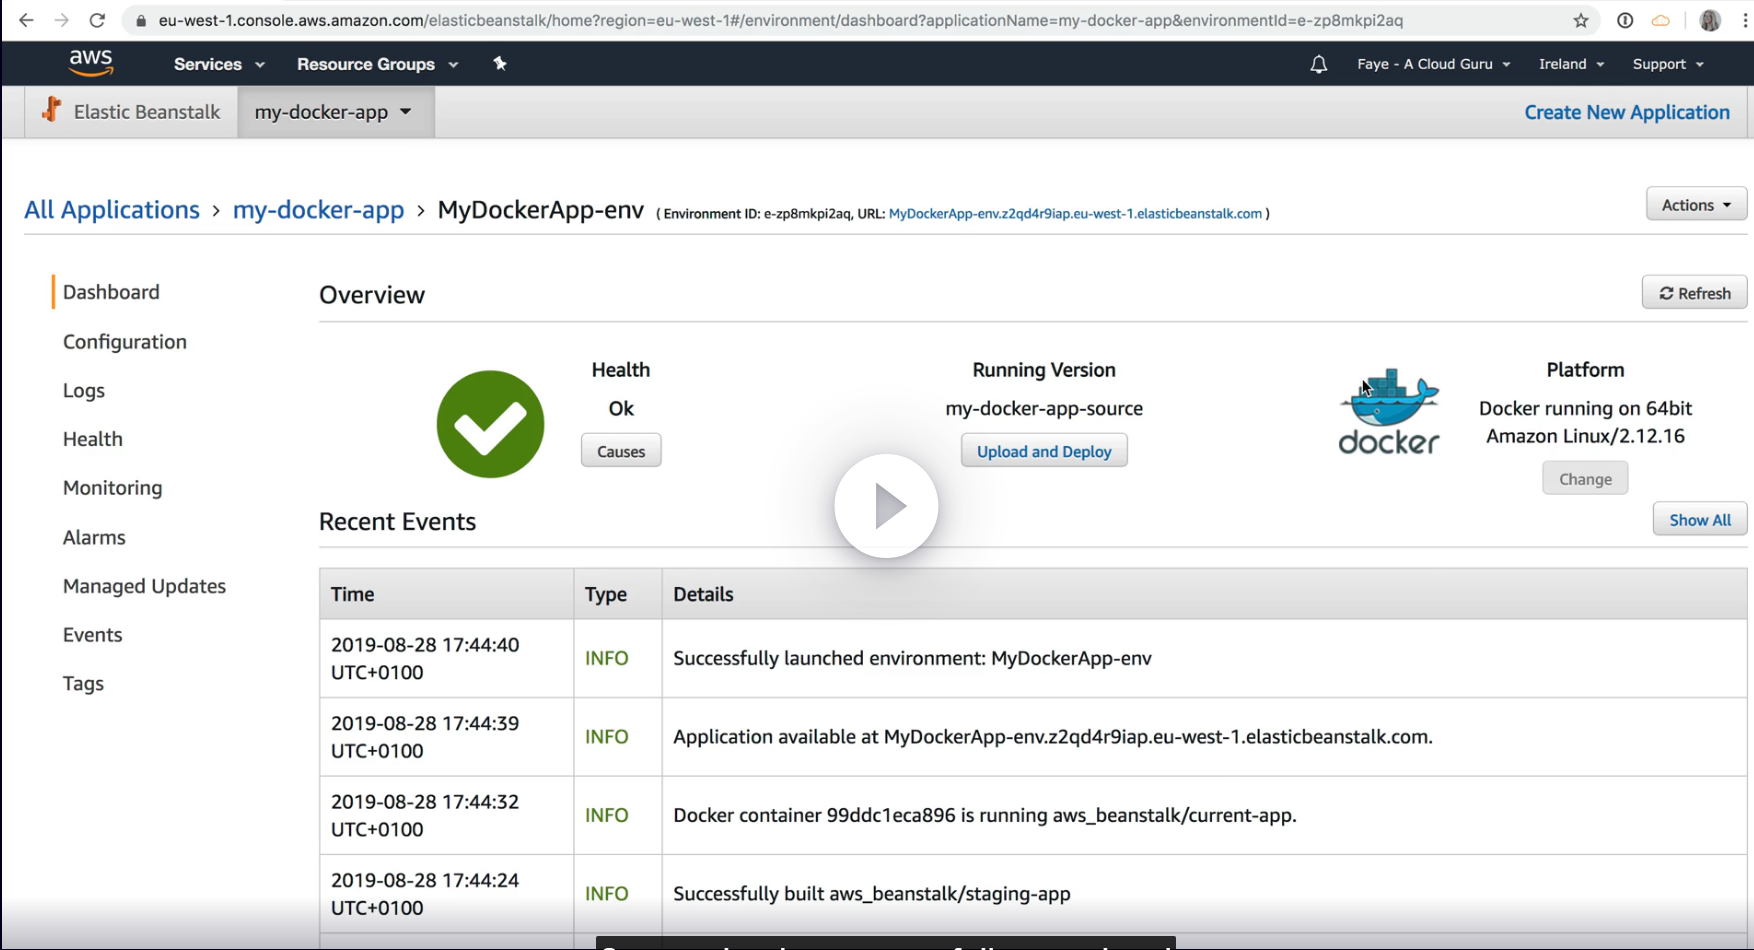 eu-west-1.console.aws.amazon.com/elasticbeanstalk/home?region=eu-west-1#/environment/dashboard?applicationName=my-docker-app&environmentId=e-zp8mkpi2aq
aws Services Resource Groups Faye - A Cloud Guru Ireland Support
Elastic Beanstalk my-docker-app Create New Application
All Applications > my-docker-app > MyDockerApp-env ( Environment ID: e-zp8mkpi2aq, URL: MyDockerApp-env.z2qd4r9iap.eu-west-1.elasticbeanstalk.com )
Actions
Dashboard
Configuration
Logs
Health
Monitoring
Alarms
Managed Updates
Events
Tags
Overview
Refresh
Health
Ok
Causes
Running Version
my-docker-app-source
Upload and Deploy
docker
Platform
Docker running on 64bit
Amazon Linux/2.12.16
Change
Recent Events
Show All
Time Type Details
2019-08-28 17:44:40
UTC+0100
INFO
Successfully launched environment: MyDockerApp-env
2019-08-28 17:44:39
UTC+0100
INFO
Application available at MyDockerApp-env.z2qd4r9iap.eu-west-1.elasticbeanstalk.com.
2019-08-28 17:44:32
UTC+0100
INFO
Docker container 99ddc1eca896 is running aws_beanstalk/current-app.
2019-08-28 17:44:24
UTC+0100
INFO
Successfully built aws_beanstalk/staging-app